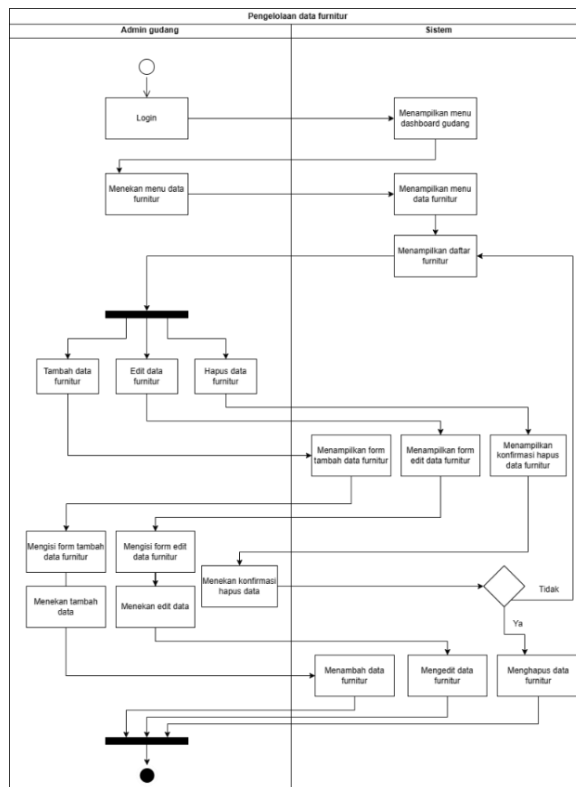 Pengelolaan data furnitur
Admin gudang
Sistem
Login
Menampilkan menu
dashboard gudang
Menekan menu data
furnitur
Menampilkan menu
data furnitur
Menampilkan daftar
furnitur
Tambah data
furnitur
Edit data
furnitur
Hapus data
furnitur
Menampilkan form
tambah data furnitur
Menampilkan form
edit data furnitur
Menampilkan
konfirmasi hapus
data furnitur
Mengisi form tambah
data furnitur
Mengisi form edit
data furnitur
Menekan tambah
data
Menekan edit data
Menekan konfirmasi
hapus data
Tidak
Ya
Menambah data
furnitur
Mengedit data
furnitur
Menghapus data
furnitur